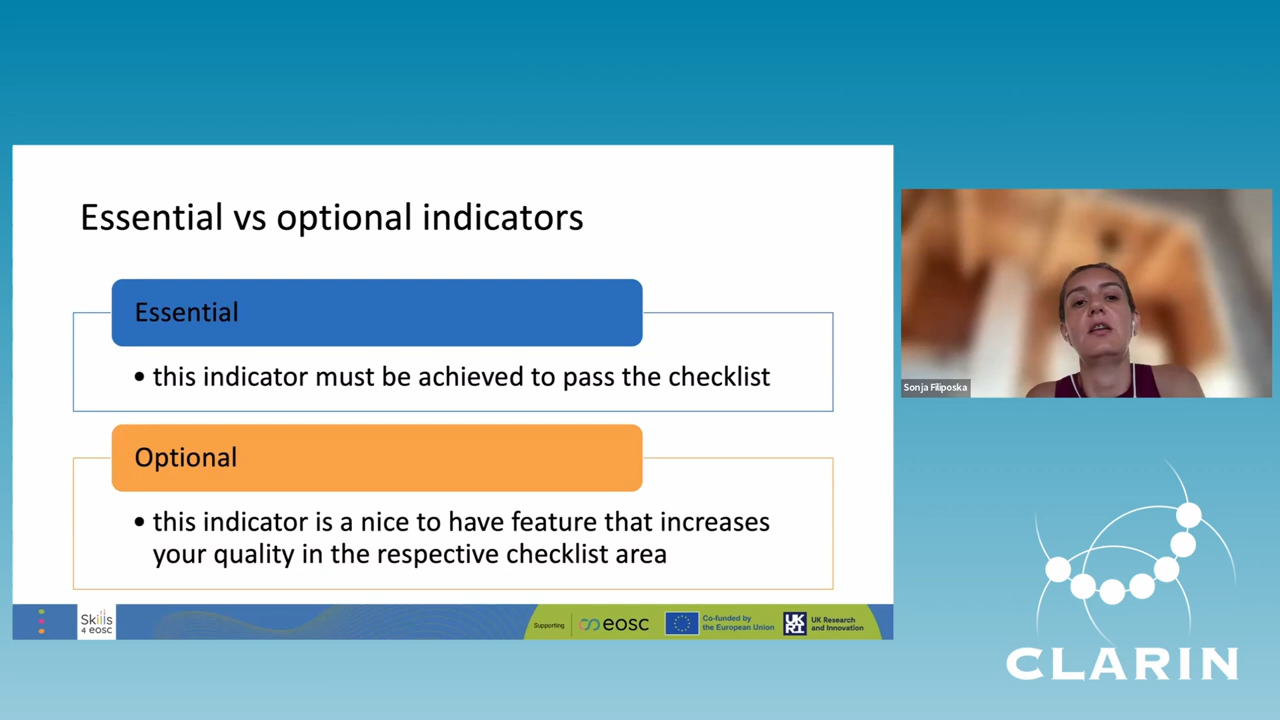 Essential vs optional indicators
Essential
• this indicator must be achieved to pass the checklist
Optional
• this indicator is a nice to have feature that increases
your quality in the respective checklist area
Skills
4 eosc
Supporting
eosc
Co-funded by
the European Union
UK
RI
UK Research
and Innovation
Sonja Filiposka
CLARIN